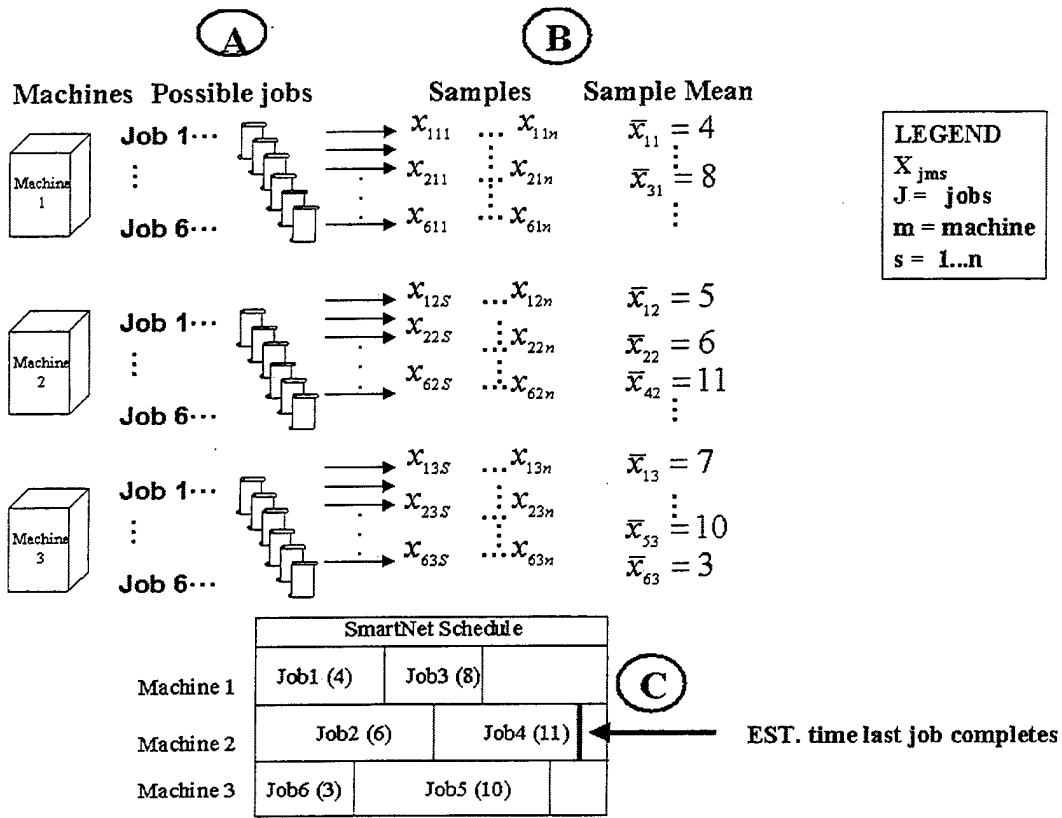 A
B
Machines Possible jobs Samples Sample Mean
Machine 1
Job 1...
⋮
Job 6...
x₁₁₁ ... x₁₁ₙ
x₂₁₁ ... x₂₁ₙ
x₆₁₁ ... x₆₁ₙ
x̄₁₁ = 4
x̄₃₁ = 8
LEGEND
X jms
J = jobs
m = machine
s = 1...n
Machine 2
Job 1...
⋮
Job 6...
x₁₂S ... x₁₂ₙ
x₂₂S ... x₂₂ₙ
x₆₂S ... x₆₂ₙ
x̄₁₂ = 5
x̄₂₂ = 6
x̄₄₂ = 11
Machine 3
Job 1...
⋮
Job 6...
x₁₃S ... x₁₃ₙ
x₂₃S ... x₂₃ₙ
x₆₃S ... x₆₃ₙ
x̄₁₃ = 7
x̄₅₃ = 10
x̄₆₃ = 3
SmartNet Schedule
Machine 1 Job1 (4) Job3 (8)
C
Machine 2 Job2 (6) Job4 (11)
EST. time last job completes
Machine 3 Job6 (3) Job5 (10)